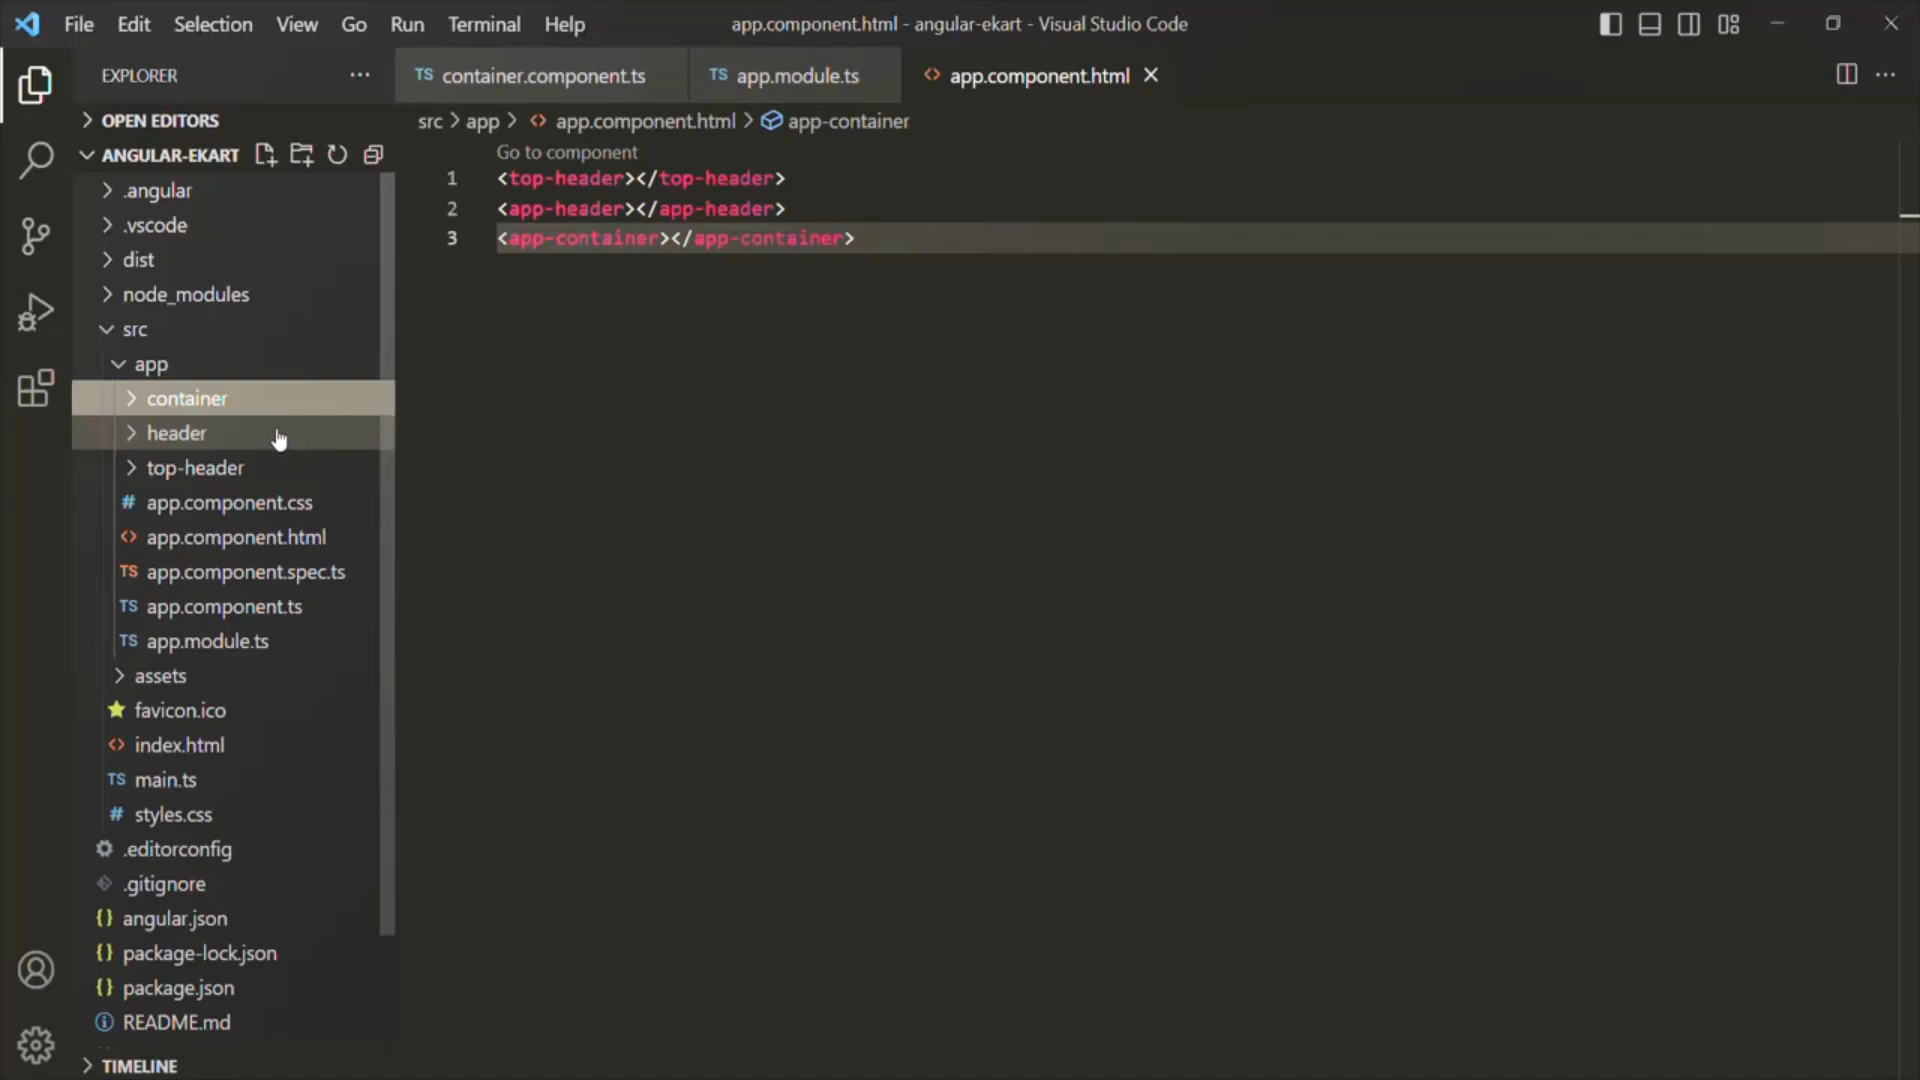 File Edit Selection View Go Run Terminal Help app.component.html - angular-ekart - Visual Studio Code
EXPLORER
TS container.component.ts TS app.module.ts <> app.component.html
OPEN EDITORS
src > app > <> app.component.html > app-container
ANGULAR-EKART
Go to component
1 <top-header></top-header>
2 <app-header></app-header>
3 <app-container></app-container>
.angular
.vscode
dist
node_modules
src
app
container
header
top-header
# app.component.css
<> app.component.html
TS app.component.spec.ts
TS app.component.ts
TS app.module.ts
assets
favicon.ico
<> index.html
TS main.ts
# styles.css
.editorconfig
.gitignore
{} angular.json
{} package-lock.json
{} package.json
README.md
TIMELINE